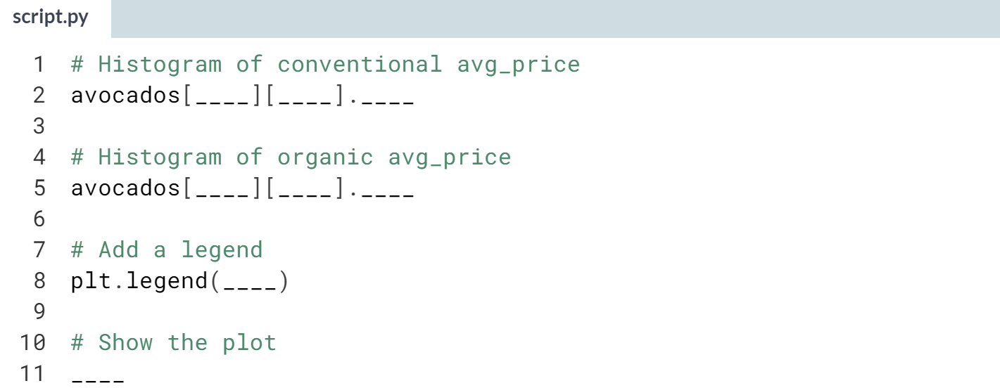 script.py
1 # Histogram of conventional avg_price
2 avocados[____][____].____
3
4 # Histogram of organic avg_price
5 avocados[____][____].____
6
7 # Add a legend
8 plt.legend(____)
9
10 # Show the plot
11 ____